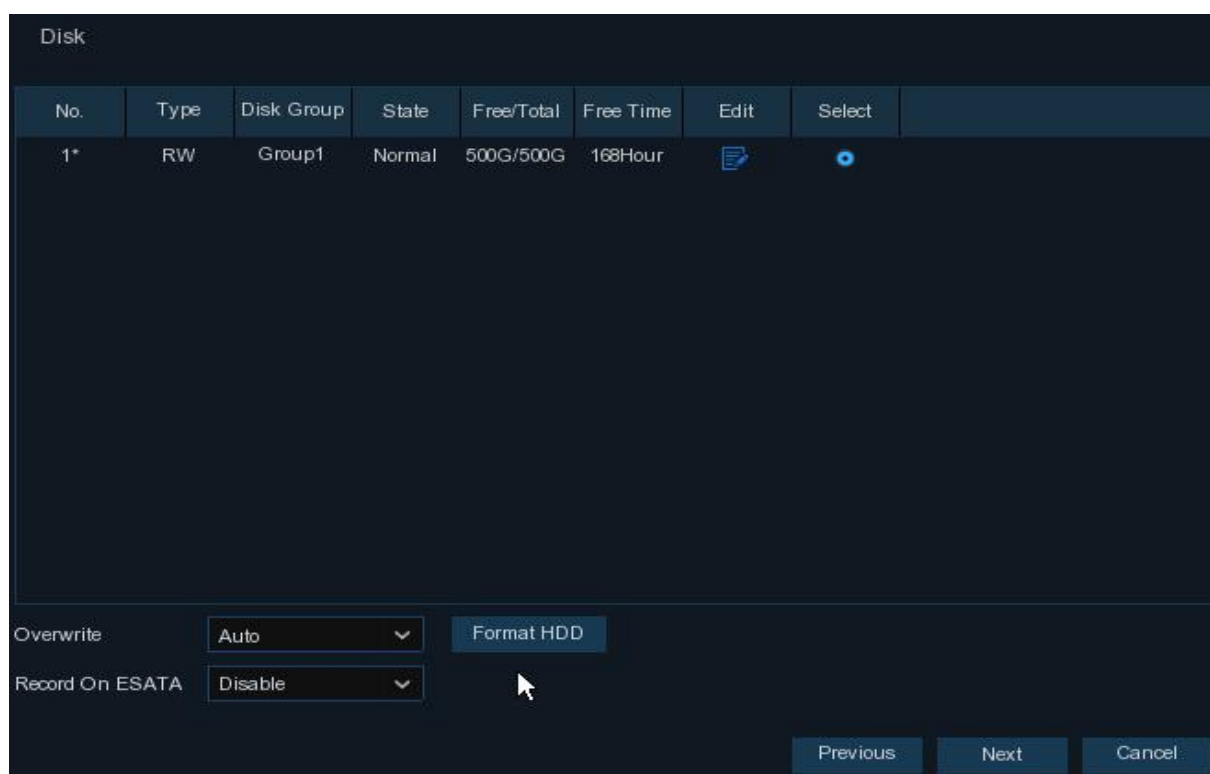 Disk
No. Type Disk Group State Free/Total Free Time Edit Select
1* RW Group1 Normal 500G/500G 168Hour
Overwrite Auto Format HDD
Record On ESATA Disable
Previous Next Cancel